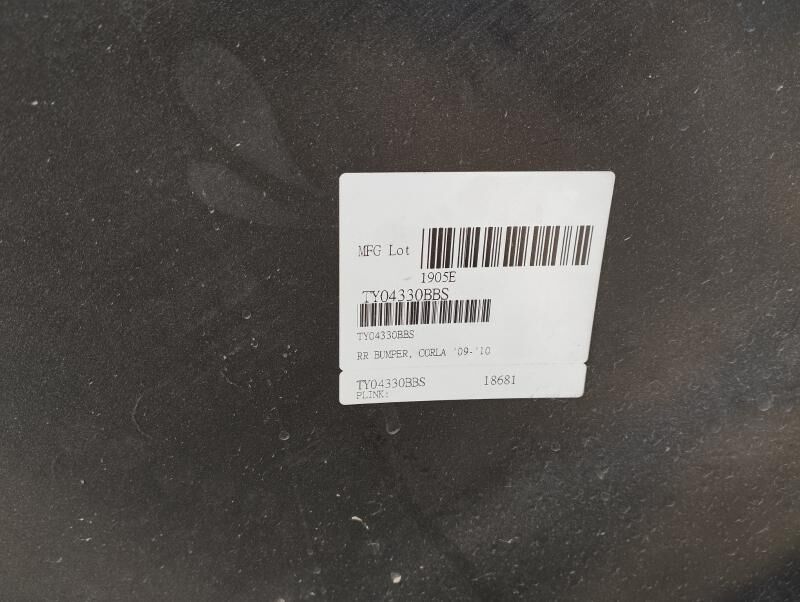 MFG Lot
1905E
TY04330BBS
TY04330BBS
RR BUMPER, CORLA '09-'10
TY04330BBS 18681
PLINK: